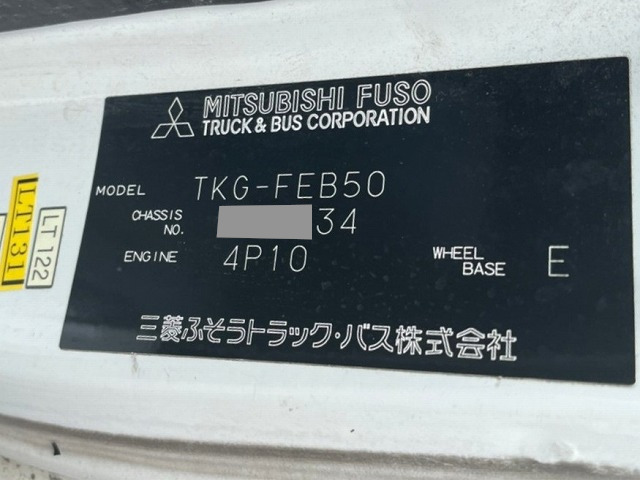 MITSUBISHI FUSO
TRUCK & BUS CORPORATION
MODEL TKG-FEB50
CHASSIS NO. 34
ENGINE 4P10 WHEEL BASE E
三菱ふそうトラック・バス株式会社
LT131
LT122